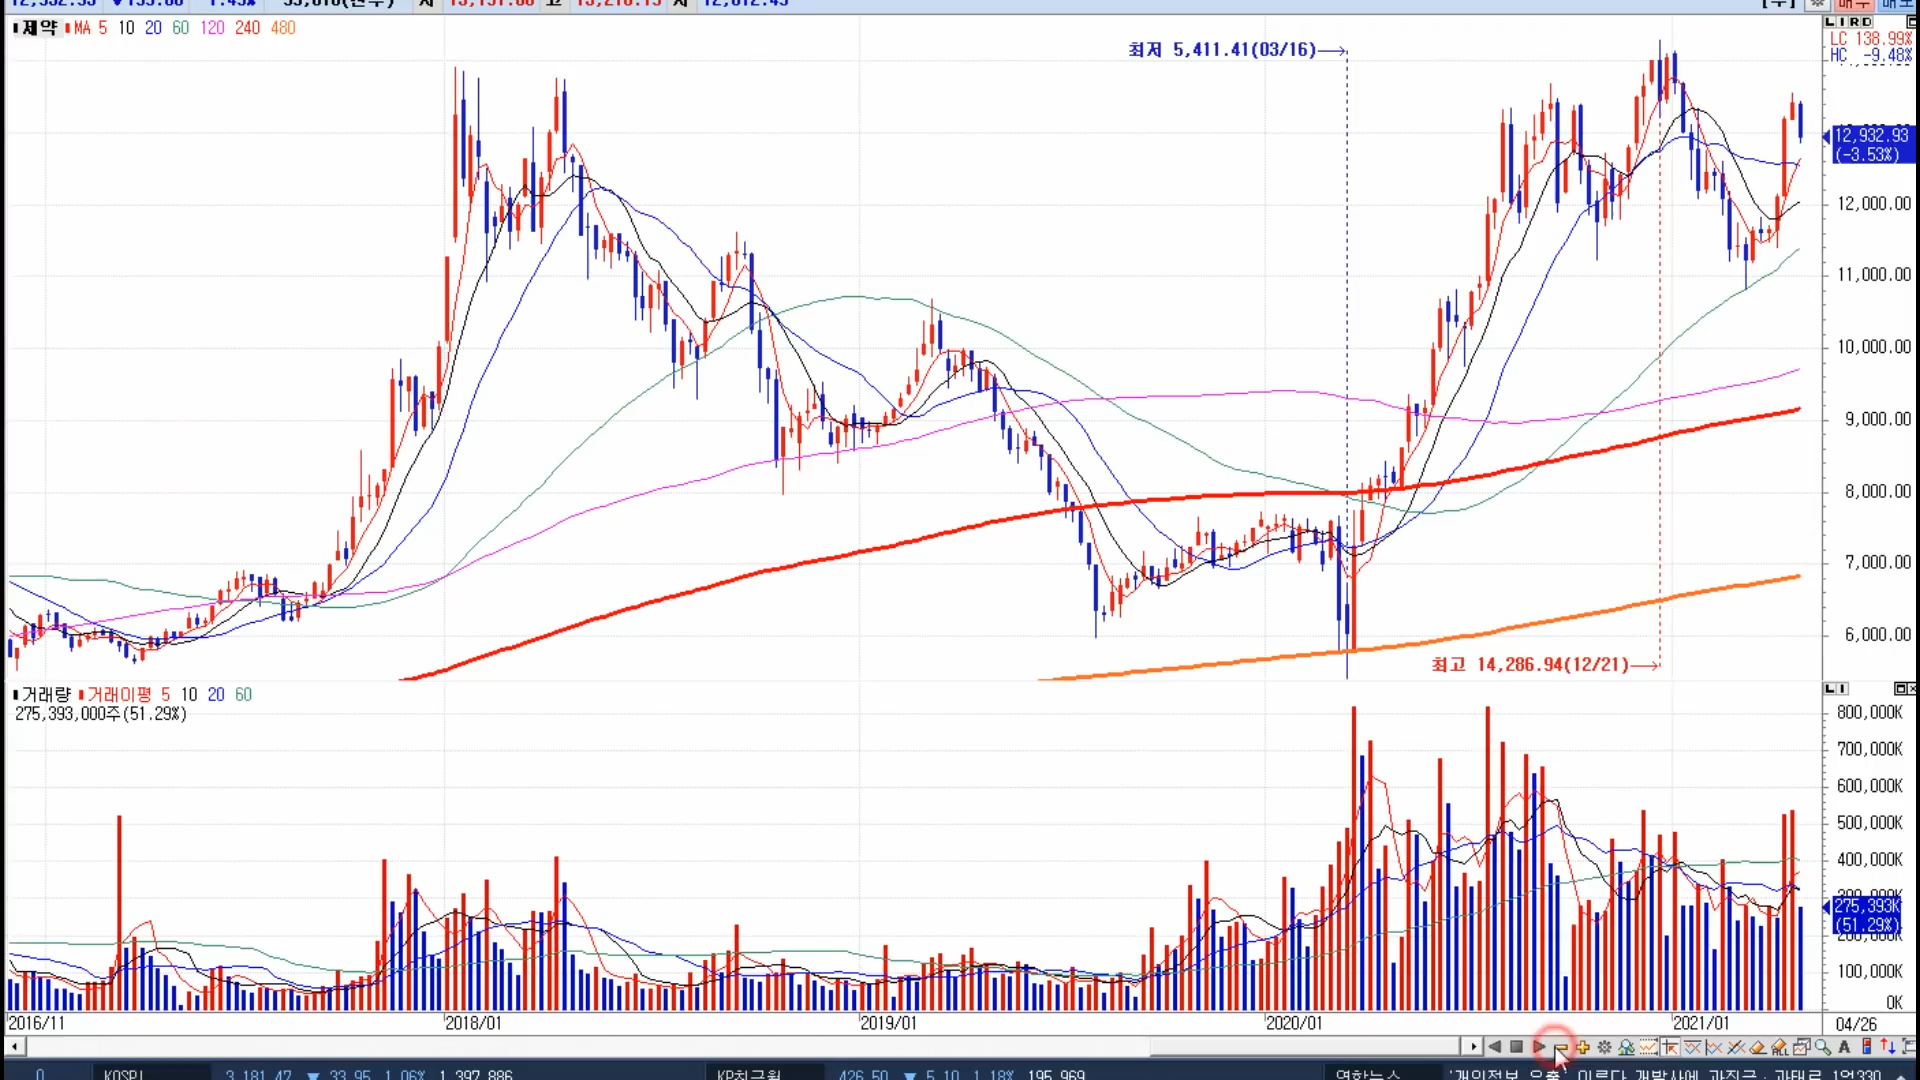 제약 MA 5 10 20 60 120 240 480
최저 5,411.41(03/16)
LIRD
LC 138.99%
HC -9.48%
12,932.93
(-3.53%)
12,000.00
11,000.00
10,000.00
9,000.00
8,000.00
7,000.00
6,000.00
최고 14,286.94(12/21)
거래량 거래이평 5 10 20 60
275,393,000주(51.29%)
LI
800,000K
700,000K
600,000K
500,000K
400,000K
275,393K
(51.29%)
100,000K
0K
2016/11 2018/01 2019/01 2020/01 2021/01 04/26
A
KOSPI 3,181.47 ▼ 33.95 1.06% 1,397,886 426.50 ▼ 5.10 1.18% 195,969